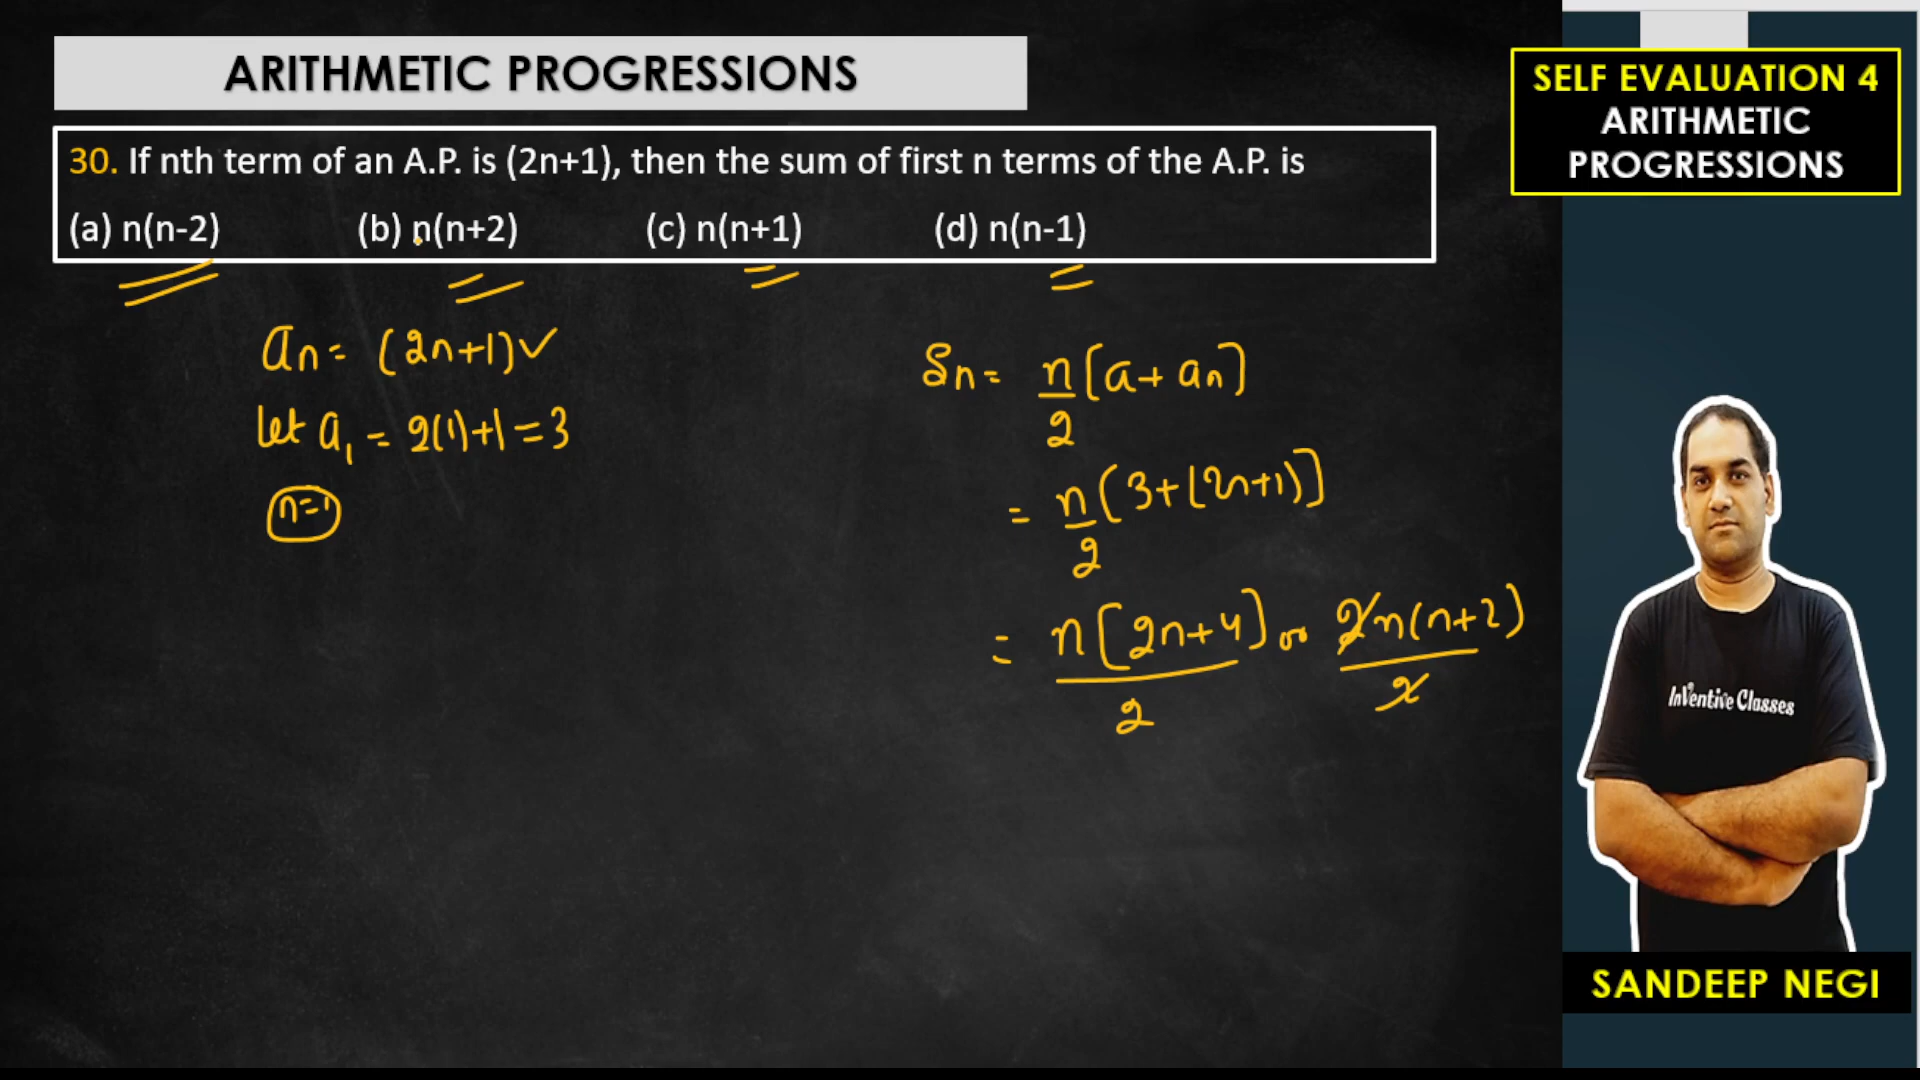 ARITHMETIC PROGRESSIONS
30. If nth term of an A.P. is (2n+1), then the sum of first n terms of the A.P. is
(a) n(n-2) (b) n(n+2) (c) n(n+1) (d) n(n-1)
an = (2n+1) ✓
let a₁ = 2(1)+1 = 3
n=1
Sn = n/2 [a + an]
= n/2 [3+(2n+1)]
= n[2n+4]/2 or 2n(n+2)/2
SELF EVALUATION 4
ARITHMETIC
PROGRESSIONS
Inventive Classes
SANDEEP NEGI